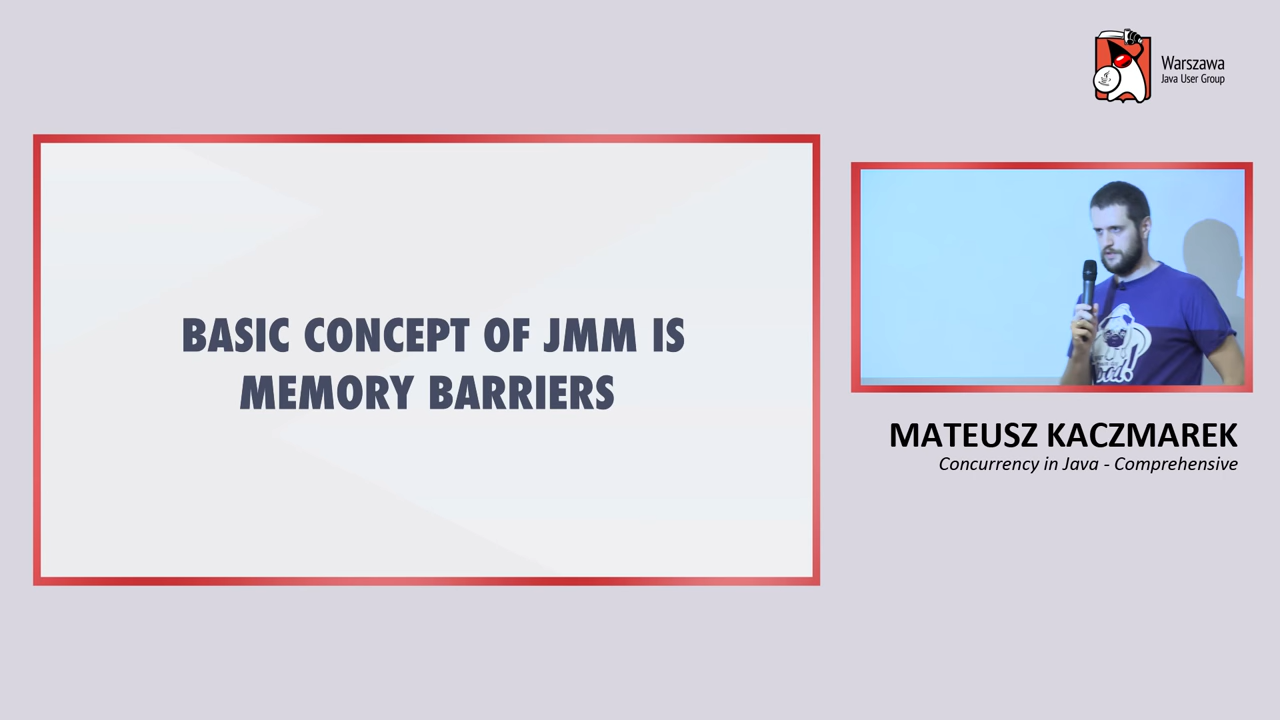 Warszawa
Java User Group
BASIC CONCEPT OF JMM IS
MEMORY BARRIERS
MATEUSZ KACZMAREK
Concurrency in Java - Comprehensive